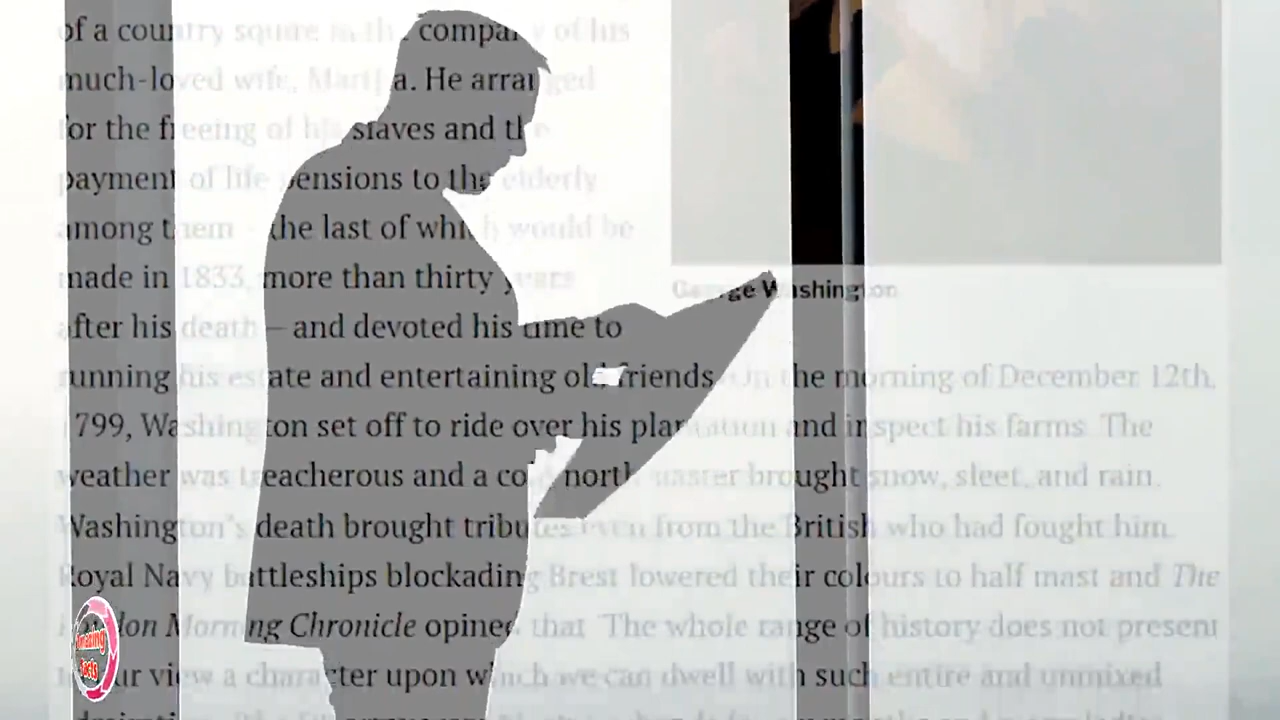 of a country squire in the company of his
much-loved wife, Martha. He arranged
for the freeing of his slaves and the
payment of life pensions to the elderly
among them – the last of which would be
made in 1833, more than thirty years
after his death – and devoted his time to
George Washington
running his estate and entertaining old friends. On the morning of December 12th,
1799, Washington set off to ride over his plantation and inspect his farms. The
weather was treacherous and a cold north easter brought snow, sleet, and rain.
Washington's death brought tributes even from the British who had fought him.
Royal Navy battleships blockading Brest lowered their colours to half mast and The
London Morning Chronicle opined that 'The whole range of history does not present
to our view a character upon which we can dwell with such entire and unmixed
Amazing
facts